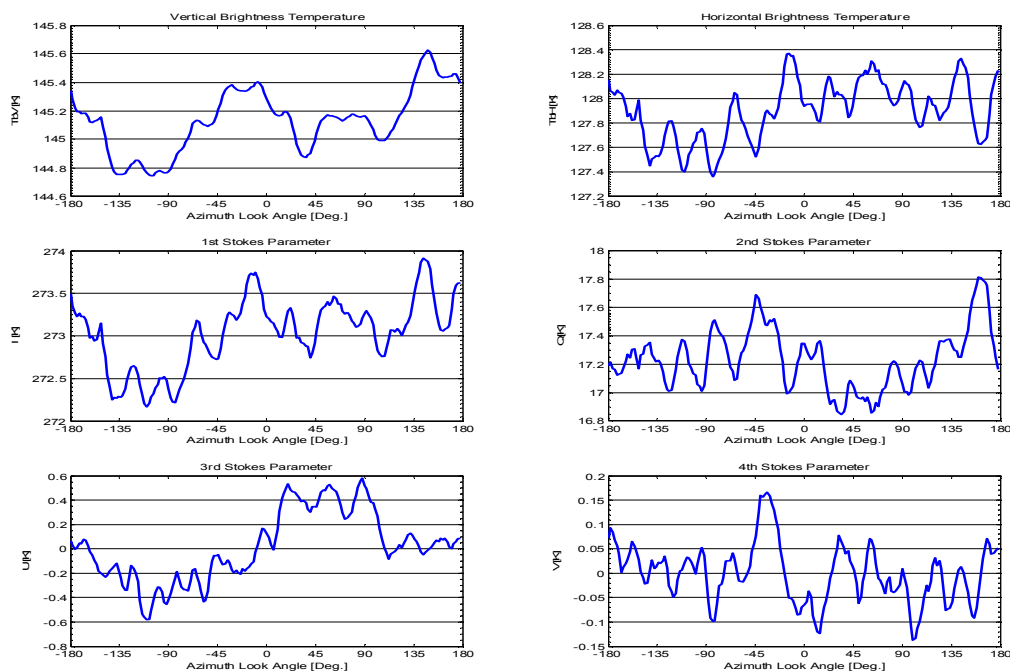 Vertical Brightness Temperature
145.8
145.6
145.4
145.2
145
144.8
144.6
TbV[K]
-180 -135 -90 -45 0 45 90 135 180
Azimuth Look Angle [Deg.]
Horizontal Brightness Temperature
128.6
128.4
128.2
128
127.8
127.6
127.4
127.2
TbH[K]
-180 -135 -90 -45 0 45 90 135 180
Azimuth Look Angle [Deg.]
1st Stokes Parameter
274
273.5
273
272.5
272
I [K]
-180 -135 -90 -45 0 45 90 135 180
Azimuth Look Angle [Deg.]
2nd Stokes Parameter
18
17.8
17.6
17.4
17.2
17
16.8
Q[K]
-180 -135 -90 -45 0 45 90 135 180
Azimuth Look Angle [Deg.]
3rd Stokes Parameter
0.6
0.4
0.2
0
-0.2
-0.4
-0.6
-0.8
U[K]
-180 -135 -90 -45 0 45 90 135 180
Azimuth Look Angle [Deg.]
4th Stokes Parameter
0.2
0.15
0.1
0.05
0
-0.05
-0.1
-0.15
V[K]
-180 -135 -90 -45 0 45 90 135 180
Azimuth Look Angle [Deg.]